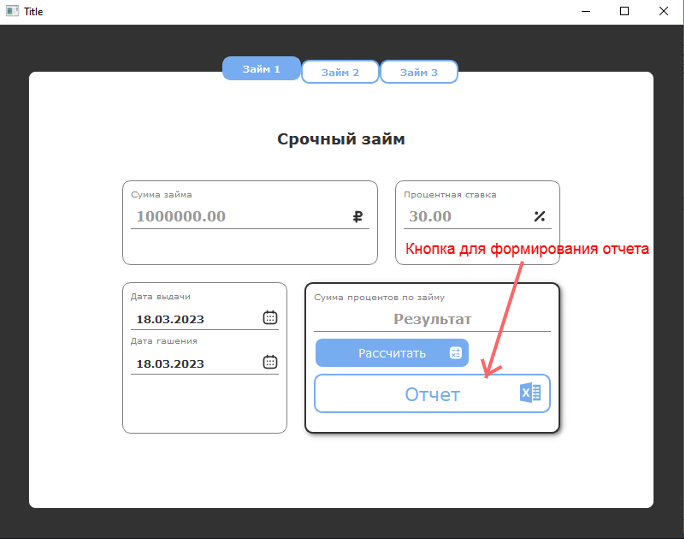 Title
Займ 1
Займ 2
Займ 3
Срочный займ
Сумма займа
1000000.00 ₽
Процентная ставка
30.00 %
Кнопка для формирования отчета
Дата выдачи
18.03.2023
Дата гашения
18.03.2023
Сумма процентов по займу
Результат
Рассчитать
Отчет